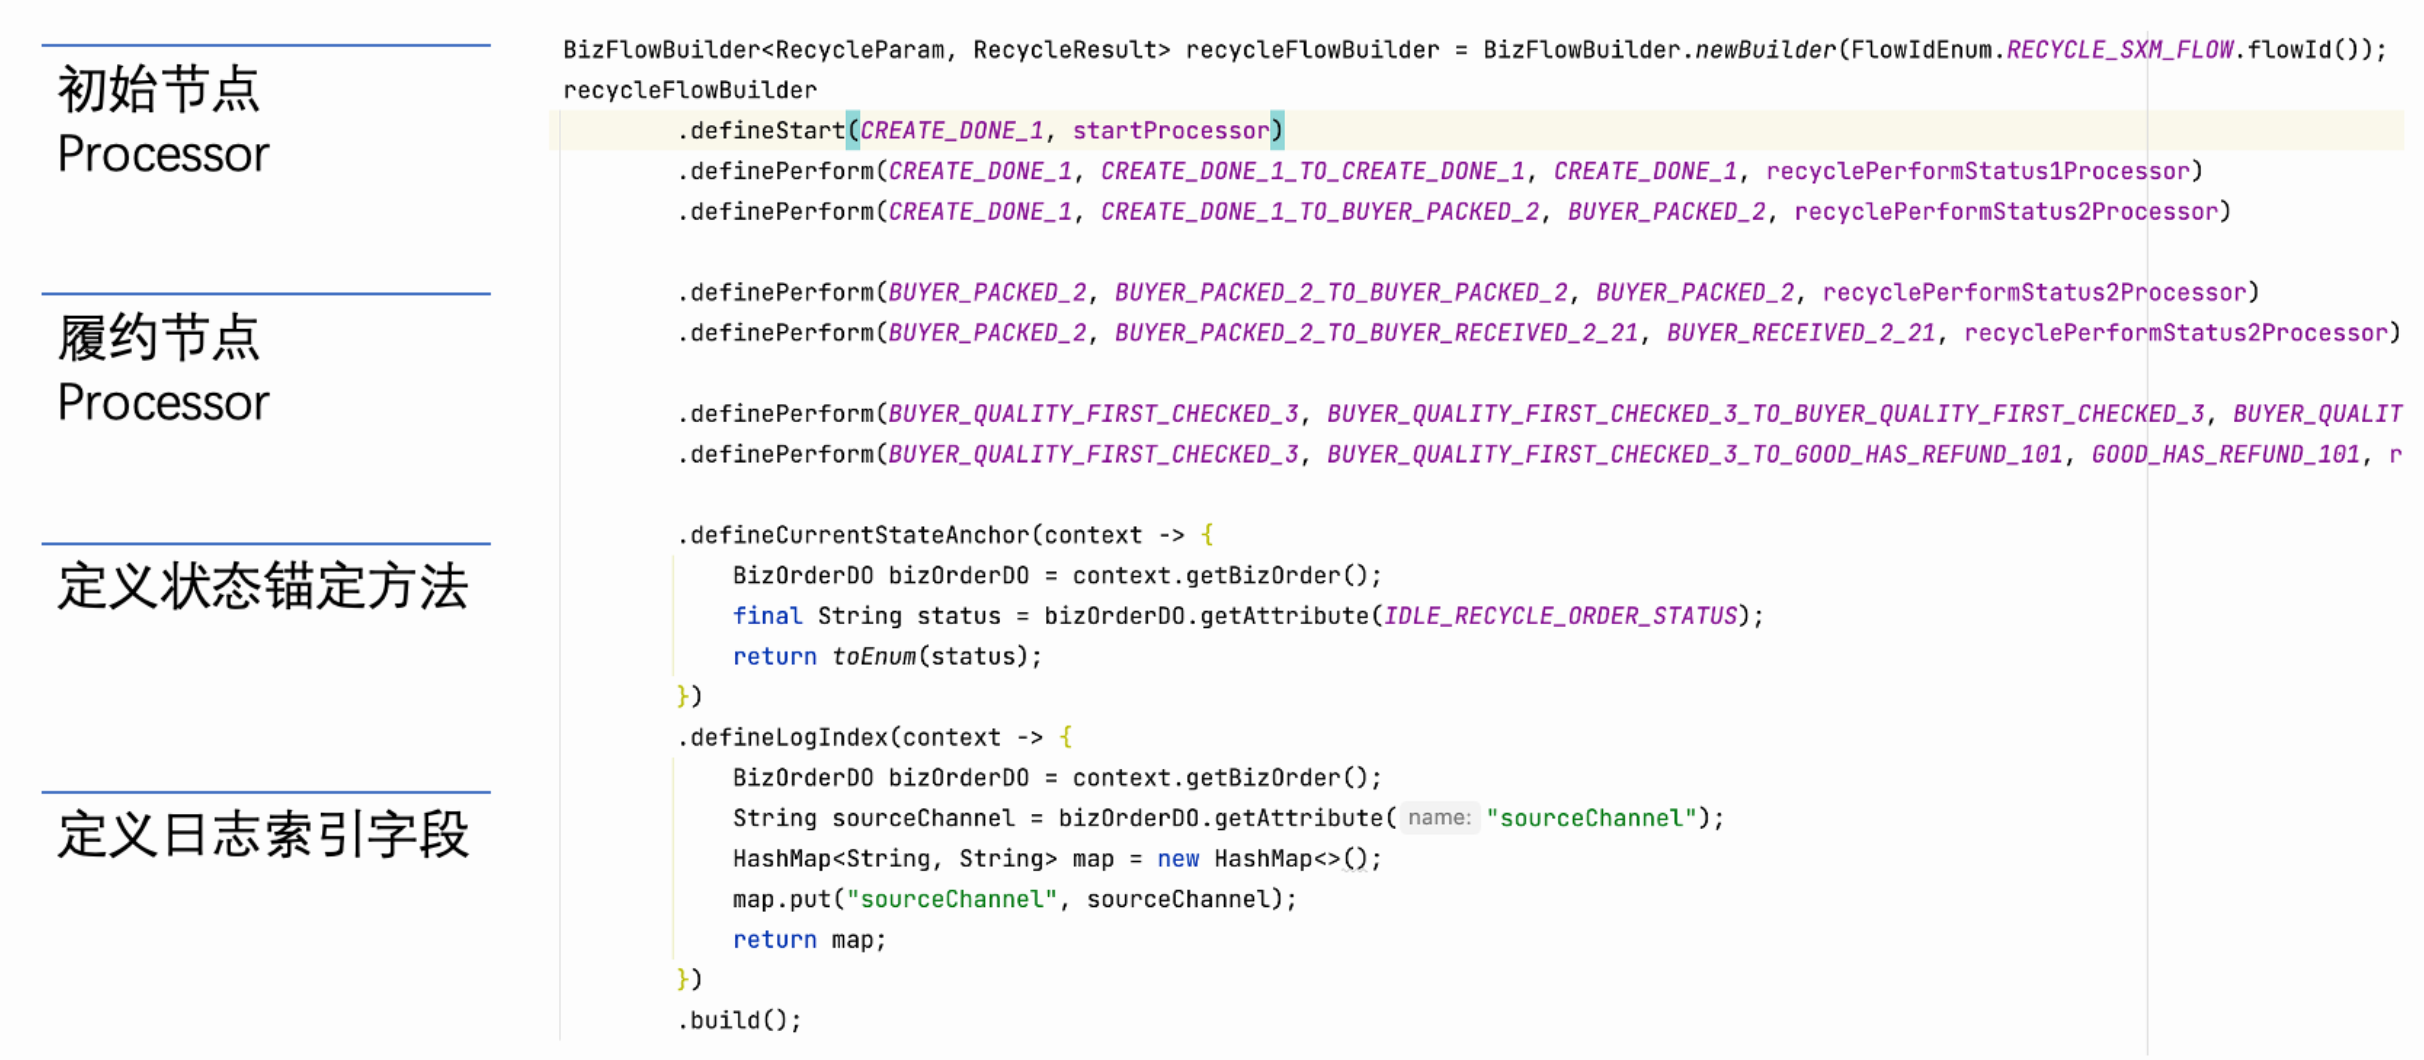 初始节点
Processor
履约节点
Processor
定义状态锚定方法
定义日志索引字段
BizFlowBuilder<RecycleParam, RecycleResult> recycleFlowBuilder = BizFlowBuilder.newBuilder(FlowIdEnum.RECYCLE_SXM_FLOW.flowId());
recycleFlowBuilder
.defineStart(CREATE_DONE_1, startProcessor)
.definePerform(CREATE_DONE_1, CREATE_DONE_1_TO_CREATE_DONE_1, CREATE_DONE_1, recyclePerformStatus1Processor)
.definePerform(CREATE_DONE_1, CREATE_DONE_1_TO_BUYER_PACKED_2, BUYER_PACKED_2, recyclePerformStatus2Processor)
.definePerform(BUYER_PACKED_2, BUYER_PACKED_2_TO_BUYER_PACKED_2, BUYER_PACKED_2, recyclePerformStatus2Processor)
.definePerform(BUYER_PACKED_2, BUYER_PACKED_2_TO_BUYER_RECEIVED_2_21, BUYER_RECEIVED_2_21, recyclePerformStatus2Processor)
.definePerform(BUYER_QUALITY_FIRST_CHECKED_3, BUYER_QUALITY_FIRST_CHECKED_3_TO_BUYER_QUALITY_FIRST_CHECKED_3, BUYER_QUALIT
.definePerform(BUYER_QUALITY_FIRST_CHECKED_3, BUYER_QUALITY_FIRST_CHECKED_3_TO_GOOD_HAS_REFUND_101, GOOD_HAS_REFUND_101, r
.defineCurrentStateAnchor(context -> {
BizOrderDO bizOrderDO = context.getBizOrder();
final String status = bizOrderDO.getAttribute(IDLE_RECYCLE_ORDER_STATUS);
return toEnum(status);
})
.defineLogIndex(context -> {
BizOrderDO bizOrderDO = context.getBizOrder();
String sourceChannel = bizOrderDO.getAttribute( name: "sourceChannel");
HashMap<String, String> map = new HashMap<>();
map.put("sourceChannel", sourceChannel);
return map;
})
.build();